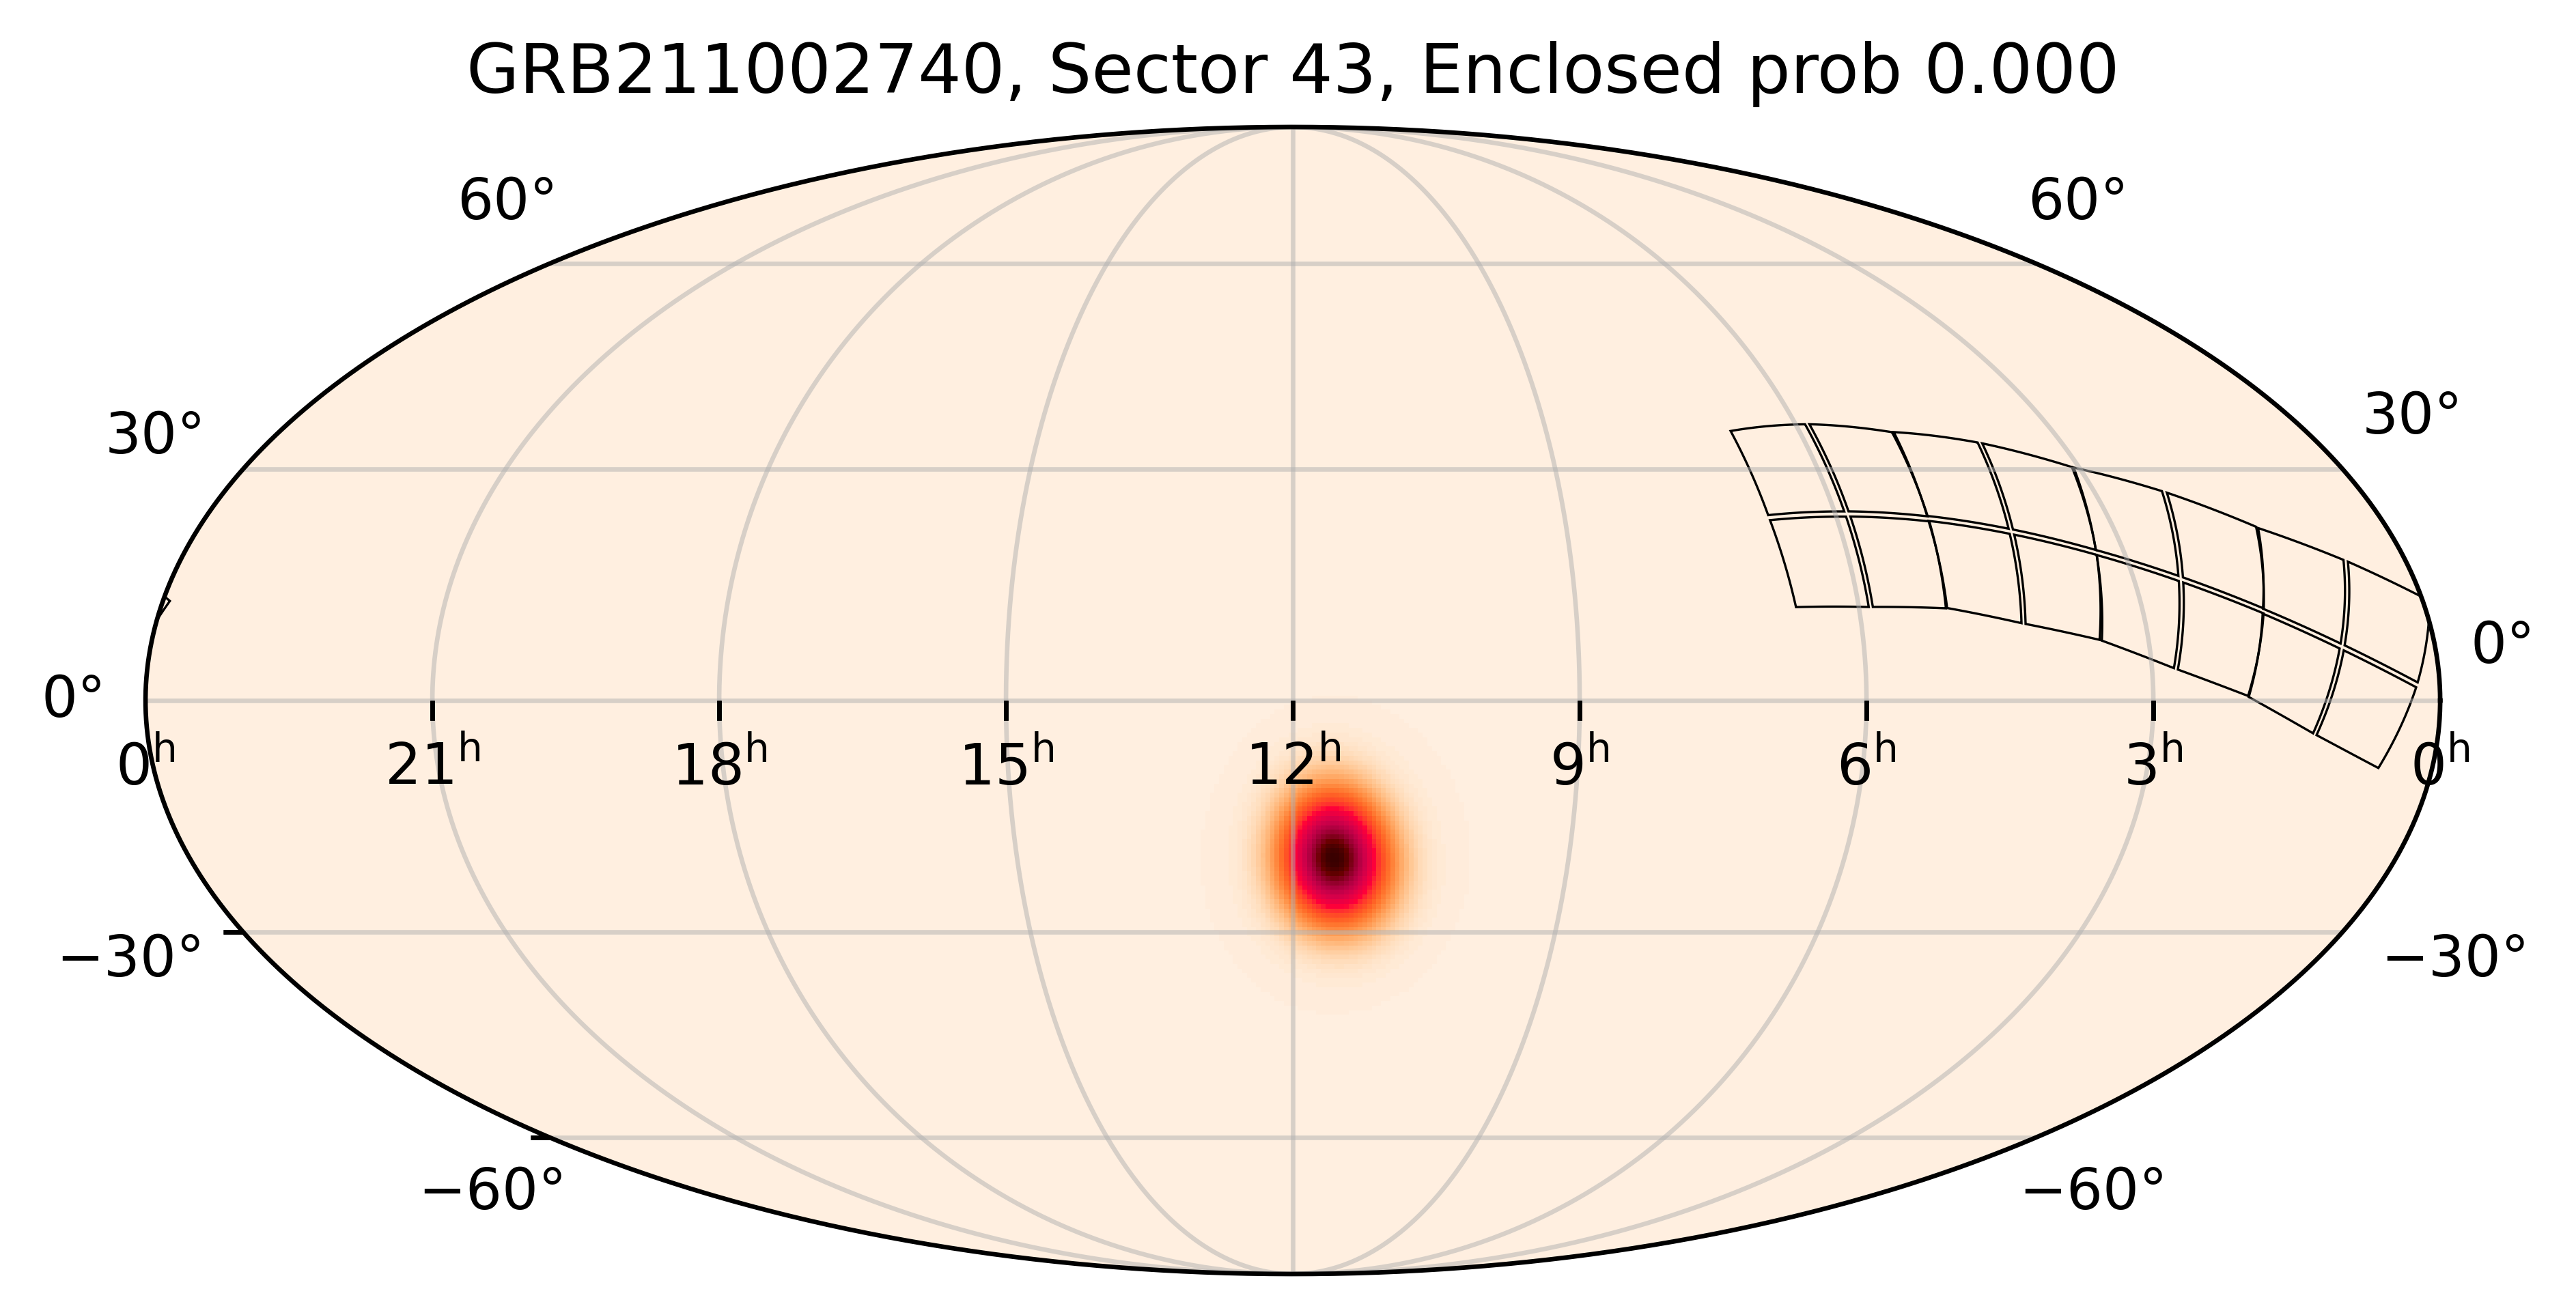 GRB211002740, Sector 43, Enclosed prob 0.000
60° 60°
30° 30°
0° 0°
0ʰ 21ʰ 18ʰ 15ʰ 12ʰ 9ʰ 6ʰ 3ʰ 0ʰ
−30° −30°
−60° −60°